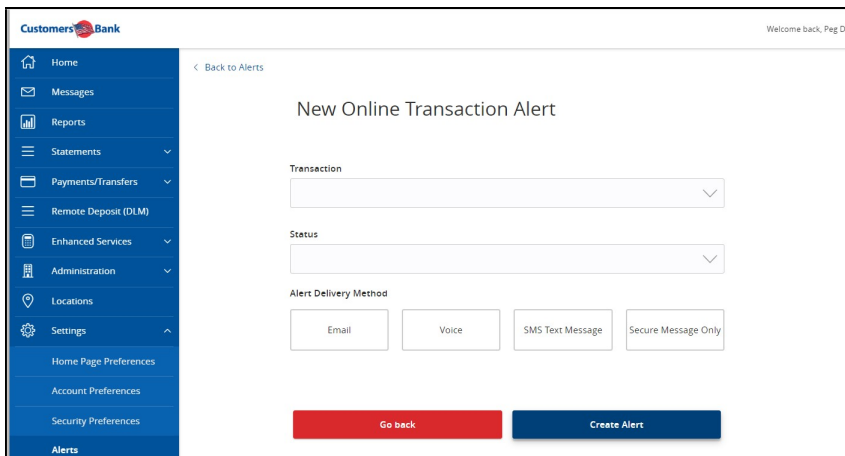 Customers Bank
Welcome back, Peg D
Home
Messages
Reports
Statements
Payments/Transfers
Remote Deposit (DLM)
Enhanced Services
Administration
Locations
Settings
Home Page Preferences
Account Preferences
Security Preferences
Alerts
< Back to Alerts
New Online Transaction Alert
Transaction
Status
Alert Delivery Method
Email Voice SMS Text Message Secure Message Only
Go back Create Alert